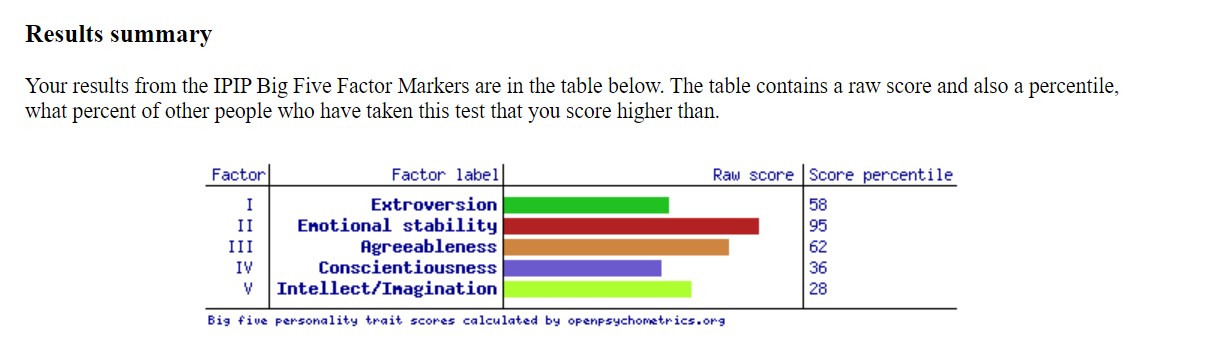 Results summary
Your results from the IPIP Big Five Factor Markers are in the table below. The table contains a raw score and also a percentile,
what percent of other people who have taken this test that you score higher than.
Factor Factor label Raw score Score percentile
I Extroversion 58
II Emotional stability 95
III Agreeableness 62
IV Conscientiousness 36
V Intellect/Imagination 28
Big five personality trait scores calculated by openpsychometrics.org